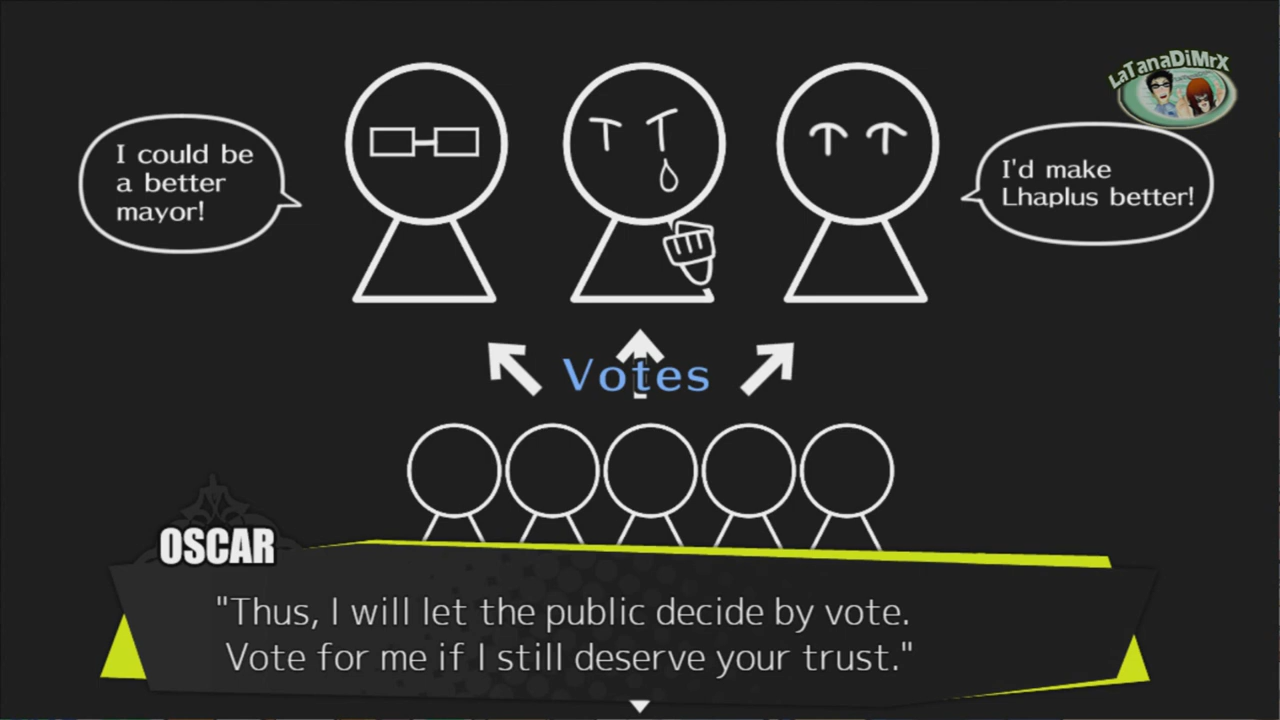 LaTanaDiMrX
I could be
a better
mayor!
I'd make
Lhaplus better!
Votes
OSCAR
"Thus, I will let the public decide by vote.
Vote for me if I still deserve your trust."